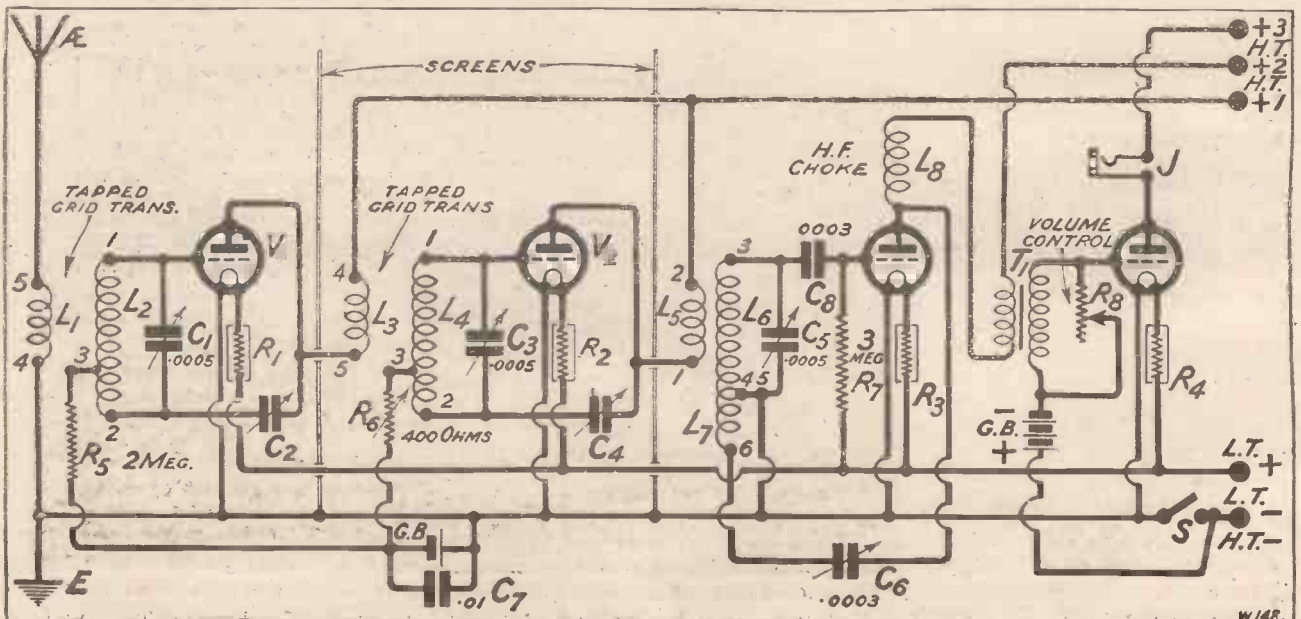 Æ
SCREENS
+3
H.T.
+2
H.T.
+1
TAPPED
GRID TRANS.
TAPPED
GRID TRANS
H.F.
CHOKE
L8
J
VOLUME
CONTROL
T1
1
V
4
1
V
2
3
.0003
C8
5
L1
4
L2
3
C1
.0005
R1
L3
5
L4
3
C3
.0005
R2
L5
1
L6
C5
.0005
4
5
3
MEG
R7
R3
R8
R4
2
R5
2 MEG.
C2
R6
2
400 OHMS
C4
L7
6
-
G.B.
+
L.T. +
L.T. -
H.T. -
S
G.B
.01
C7
C6
.0003
E
W148.